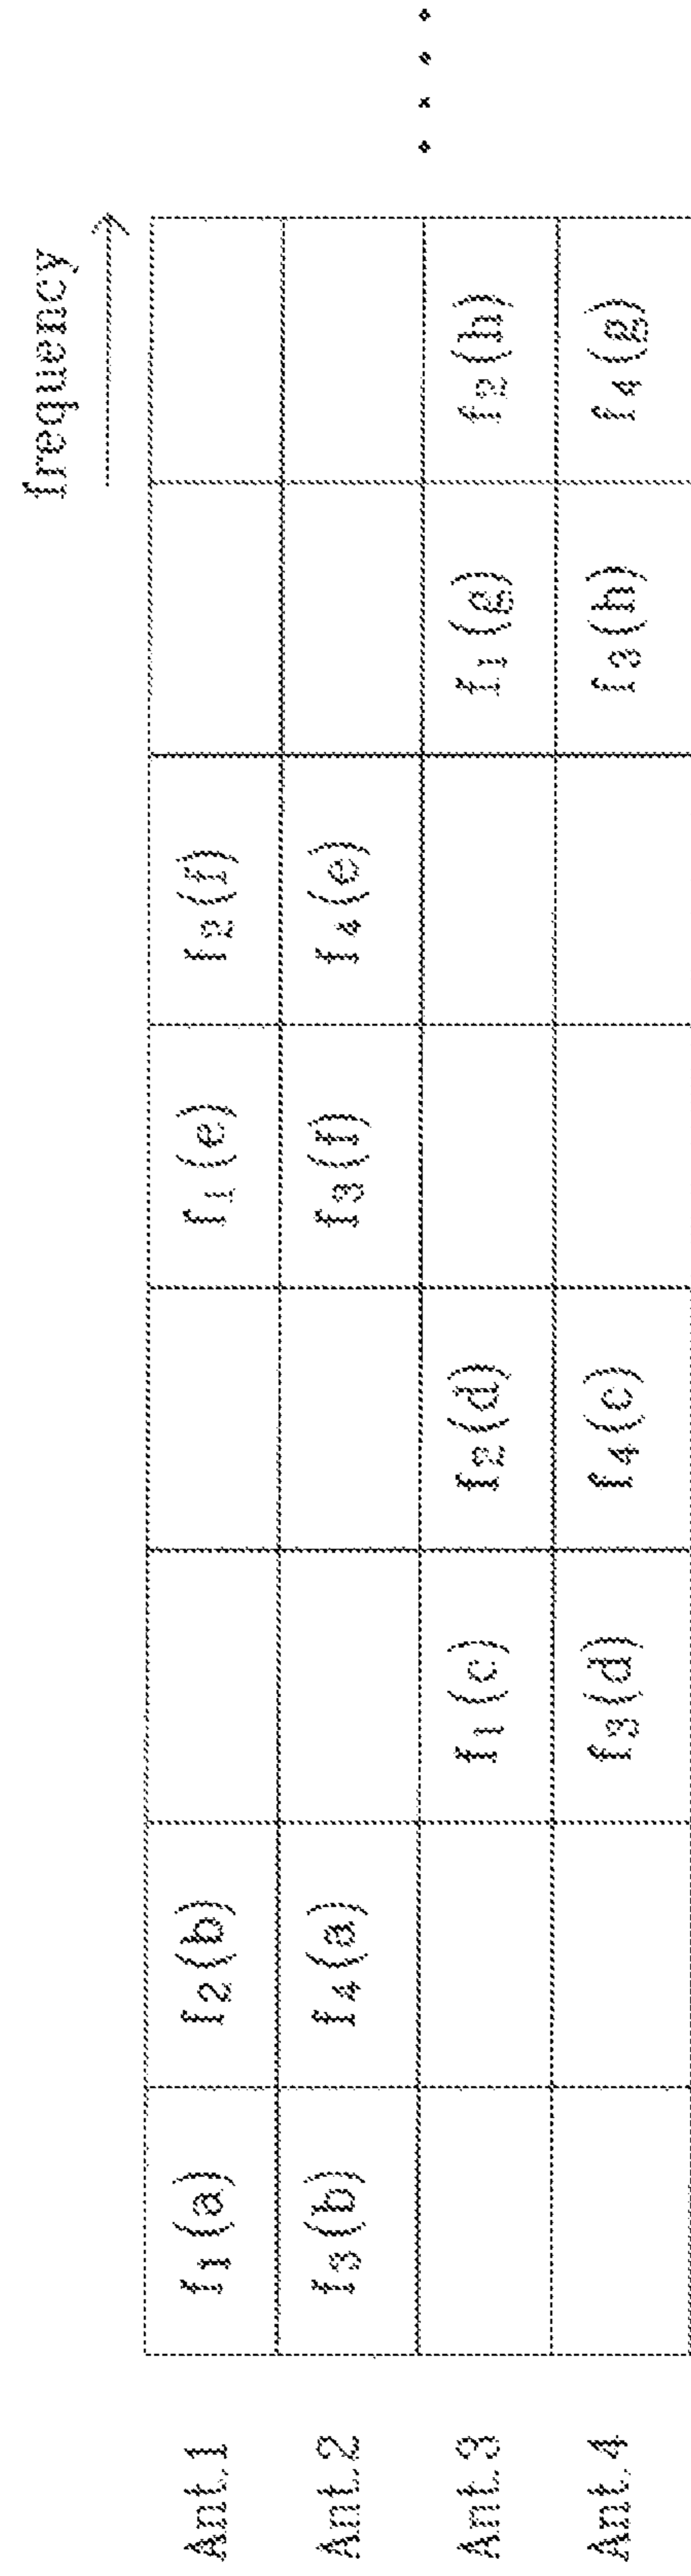 frequency
Ant.1 f1(a) f2(b) f1(e) f2(f)
Ant.2 f3(b) f4(a) f3(f) f4(e)
Ant.3 f1(c) f2(d) f1(g) f2(h)
Ant.4 f3(d) f4(c) f3(h) f4(g)